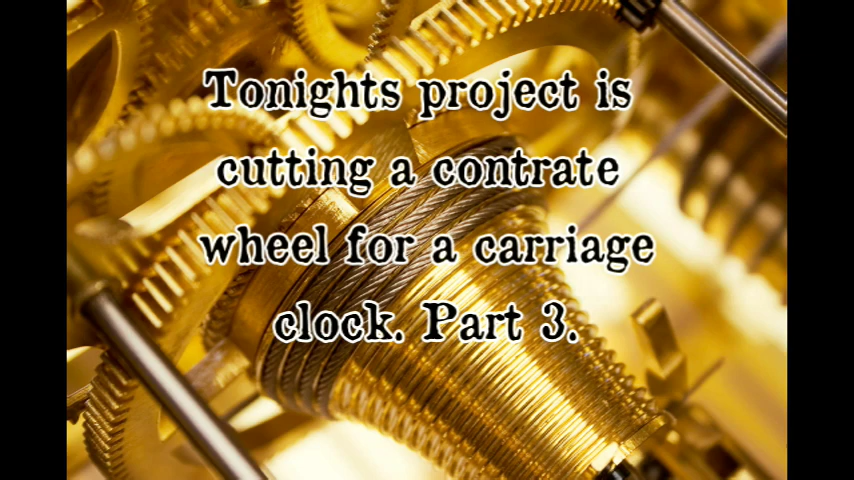 Tonights project is
cutting a contrate
wheel for a carriage
clock. Part 3.